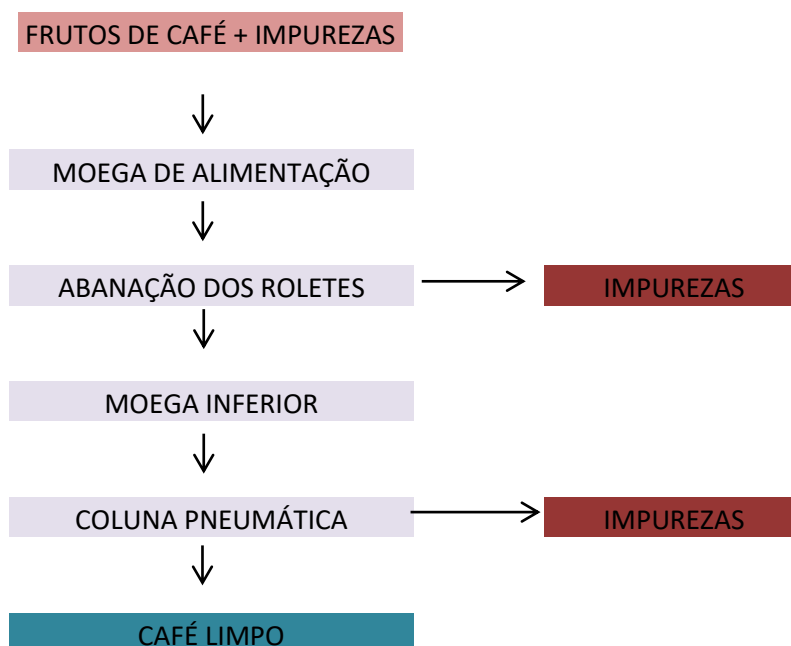 FRUTOS DE CAFÉ + IMPUREZAS
MOEGA DE ALIMENTAÇÃO
ABANAÇÃO DOS ROLETES
IMPUREZAS
MOEGA INFERIOR
COLUNA PNEUMÁTICA
IMPUREZAS
CAFÉ LIMPO